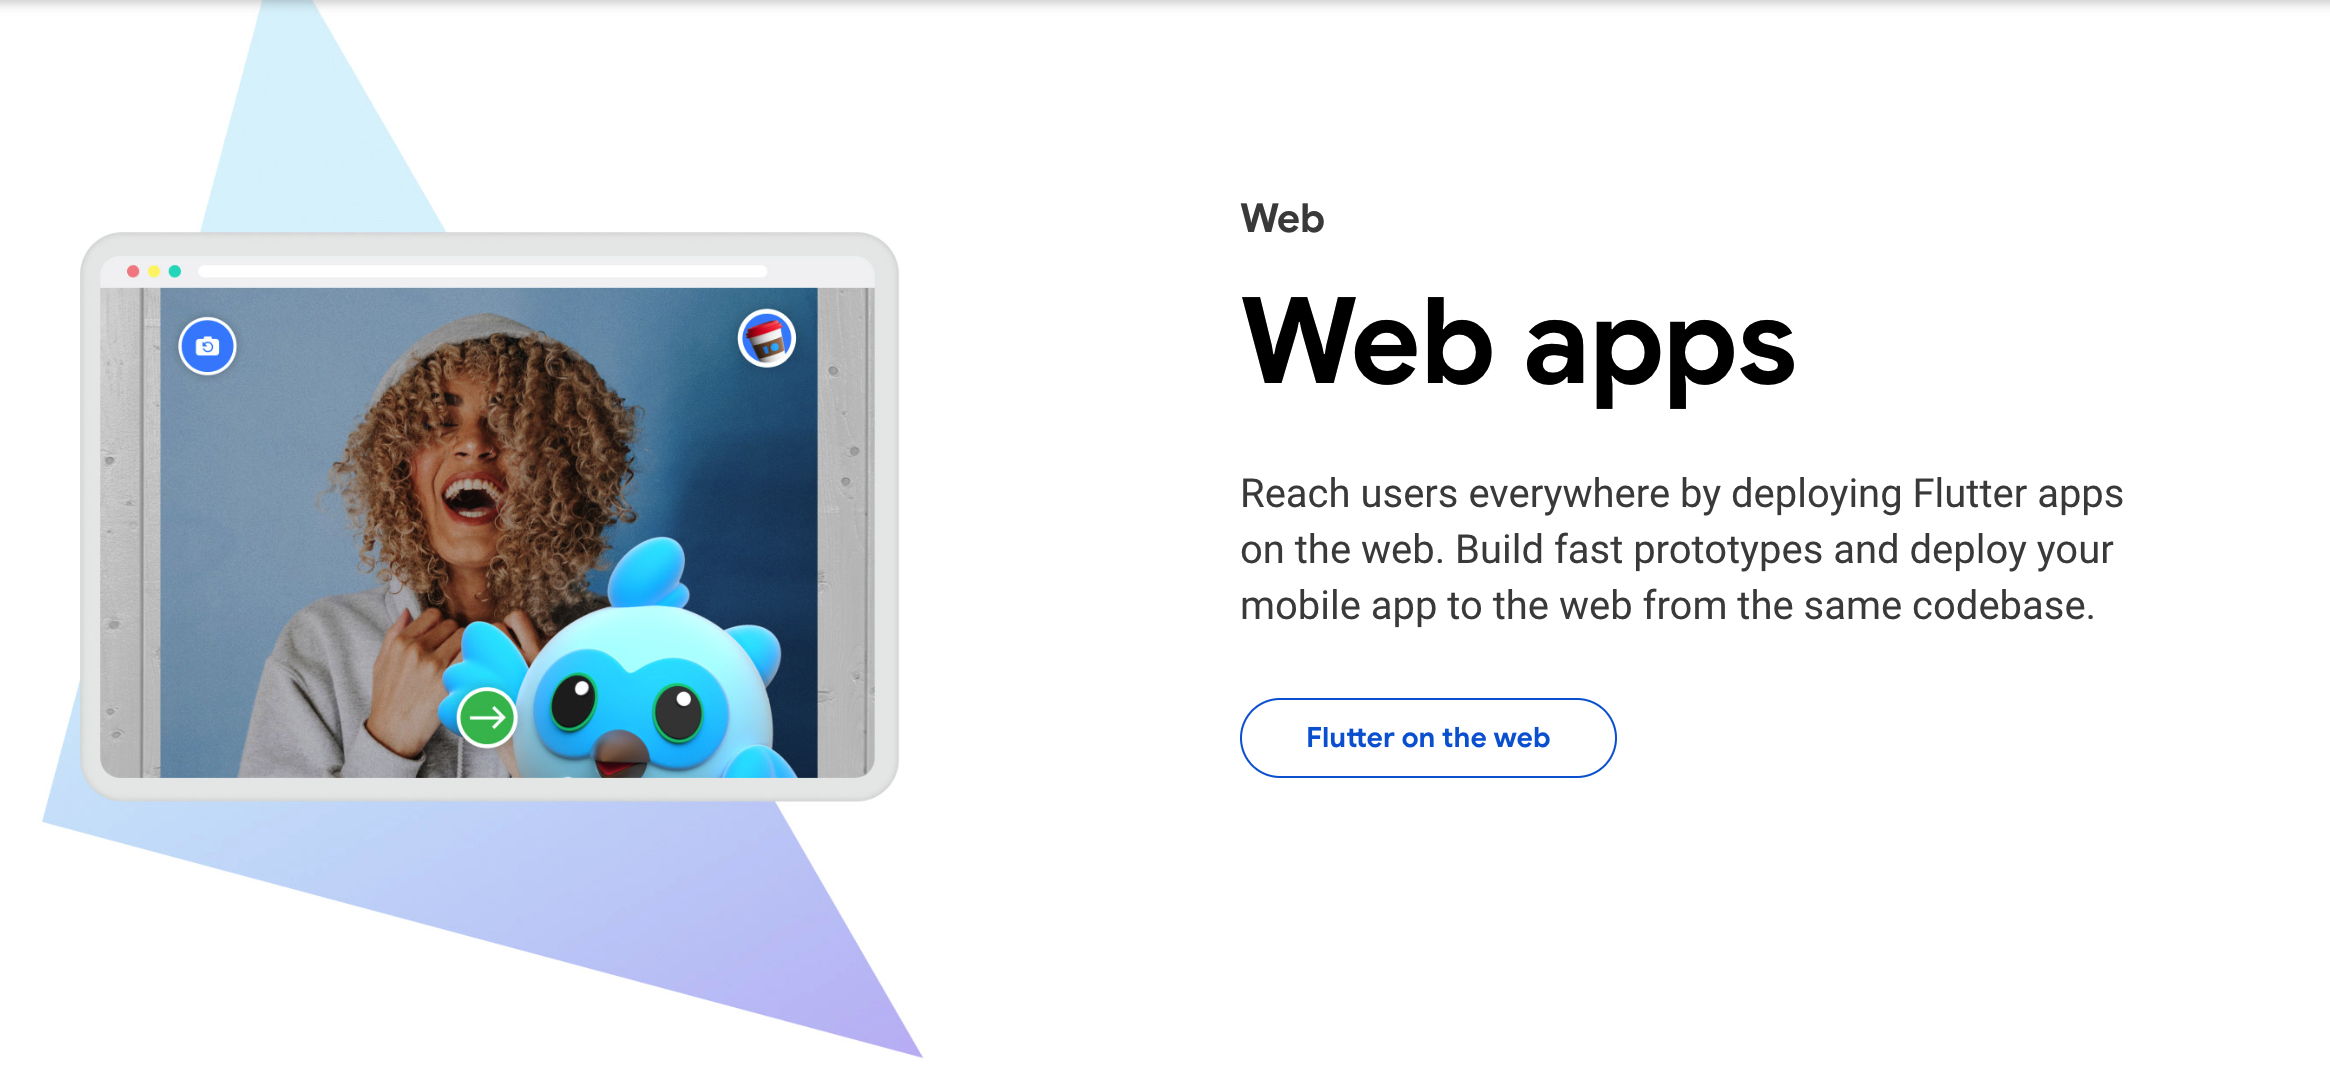 Web
Web apps
Reach users everywhere by deploying Flutter apps
on the web. Build fast prototypes and deploy your
mobile app to the web from the same codebase.
Flutter on the web